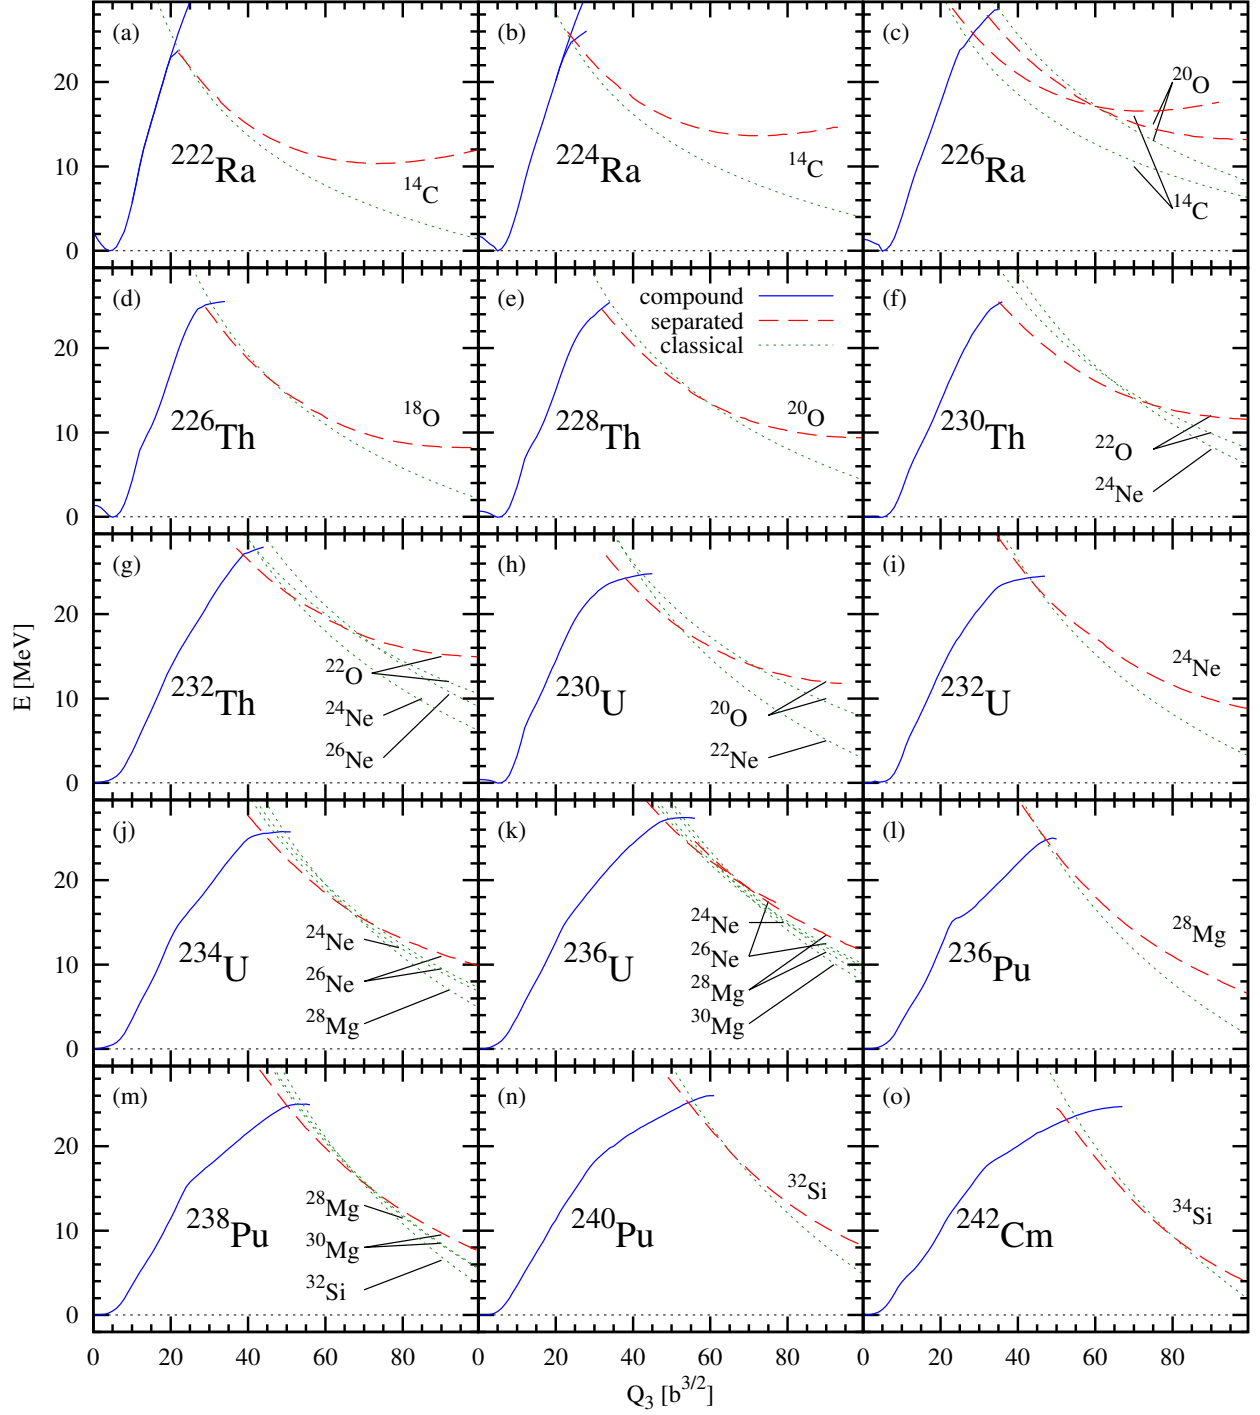 (a)
20
10
0
²²²Ra
¹⁴C
(b)
²²⁴Ra
¹⁴C
(c)
²²⁶Ra
²⁰O
¹⁴C
(d)
20
10
0
²²⁶Th
¹⁸O
(e)
compound
separated
classical
²²⁸Th
²⁰O
(f)
²³⁰Th
²²O
²⁴Ne
(g)
20
10
0
²³²Th
²²O
²⁴Ne
²⁶Ne
(h)
²³⁰U
²⁰O
²²Ne
(i)
²³²U
²⁴Ne
E [MeV]
(j)
20
10
0
²³⁴U
²⁴Ne
²⁶Ne
²⁸Mg
(k)
²³⁶U
²⁴Ne
²⁶Ne
²⁸Mg
³⁰Mg
(l)
²³⁶Pu
²⁸Mg
(m)
20
10
0
²³⁸Pu
²⁸Mg
³⁰Mg
³²Si
(n)
²⁴⁰Pu
³²Si
(o)
²⁴²Cm
³⁴Si
0 20 40 60 80 0 20 40 60 80 0 20 40 60 80
Q₃ [b³ᐟ²]